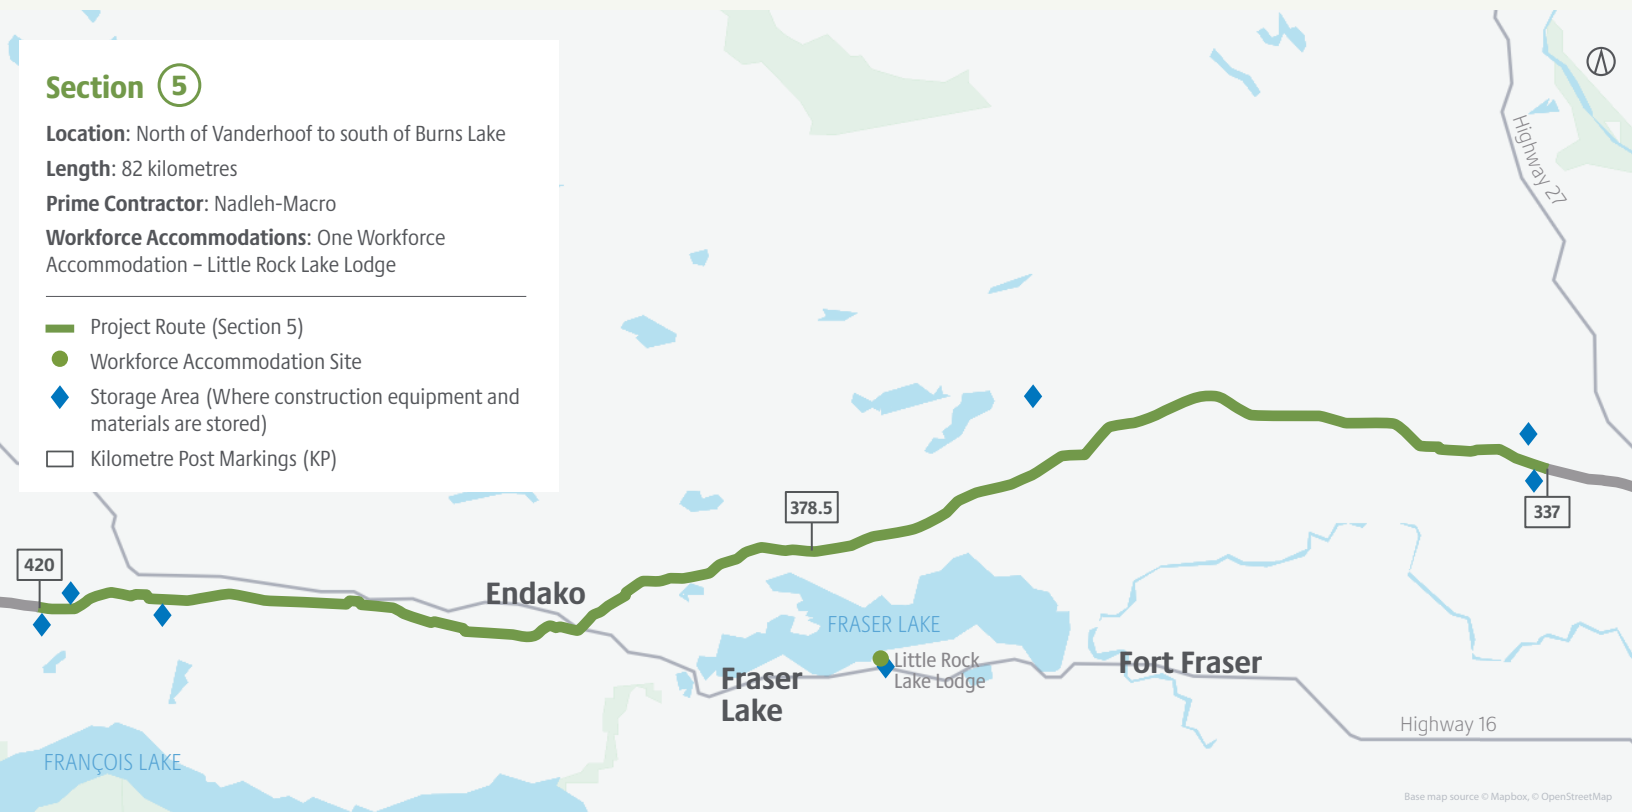 Section 5
Location: North of Vanderhoof to south of Burns Lake
Length: 82 kilometres
Prime Contractor: Nadleh-Macro
Workforce Accommodations: One Workforce
Accommodation – Little Rock Lake Lodge
Project Route (Section 5)
Workforce Accommodation Site
Storage Area (Where construction equipment and
materials are stored)
Kilometre Post Markings (KP)
Highway 27
378.5
337
420
Endako
FRASER LAKE
Little Rock
Lake Lodge
Fort Fraser
Fraser
Lake
Highway 16
FRANÇOIS LAKE
Base map source © Mapbox, © OpenStreetMap